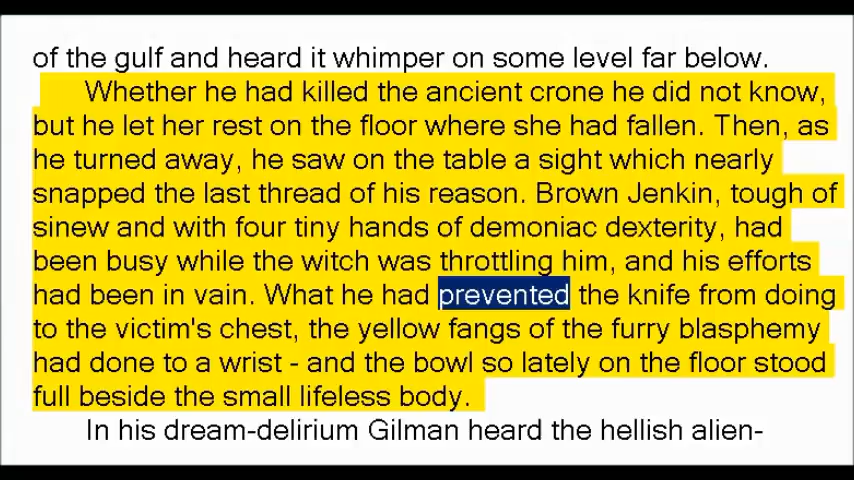 of the gulf and heard it whimper on some level far below.
Whether he had killed the ancient crone he did not know,
but he let her rest on the floor where she had fallen. Then, as
he turned away, he saw on the table a sight which nearly
snapped the last thread of his reason. Brown Jenkin, tough of
sinew and with four tiny hands of demoniac dexterity, had
been busy while the witch was throttling him, and his efforts
had been in vain. What he had prevented the knife from doing
to the victim's chest, the yellow fangs of the furry blasphemy
had done to a wrist - and the bowl so lately on the floor stood
full beside the small lifeless body.
In his dream-delirium Gilman heard the hellish alien-